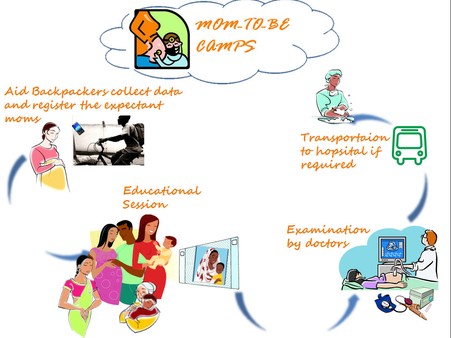 MOM-TO-BE
CAMPS
Aid Backpackers collect data
and register the expectant
moms
Transportaion
to hopsital if
required
Educational
Session
Examination
by doctors